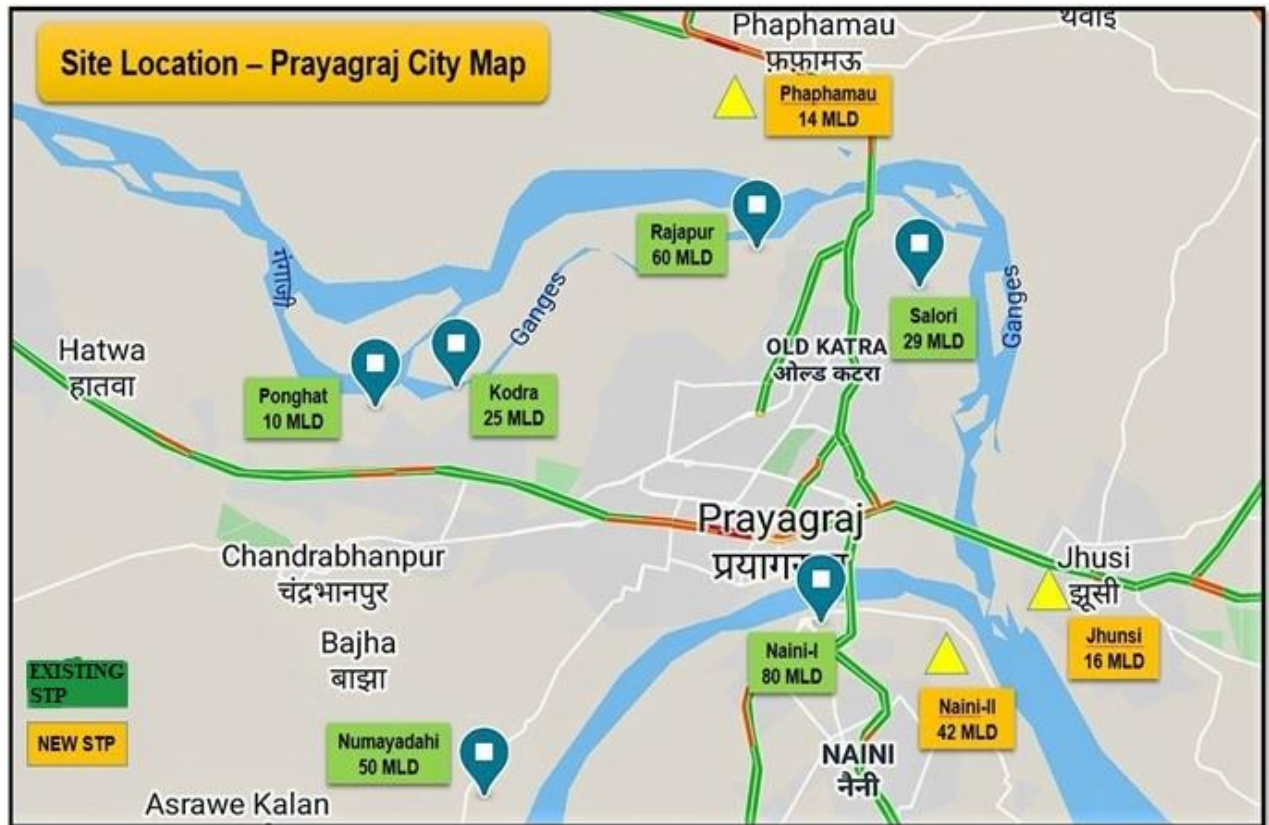 Site Location – Prayagraj City Map
Phaphamau
फ़फ़ामऊ
थवाई
Phaphamau
14 MLD
Rajapur
60 MLD
गंगाजी
Ganges
Ganges
Salori
29 MLD
OLD KATRA
ओल्ड कटरा
Hatwa
हातवा
Ponghat
10 MLD
Kodra
25 MLD
Prayagraj
Chandrabhanpur
चंद्रभानपुर
Jhusi
झूसी
Jhunsi
16 MLD
Bajha
बाझा
Naini-I
80 MLD
EXISTING
STP
NEW STP
Naini-II
42 MLD
Numayadahi
50 MLD
NAINI
नैनी
Asrawe Kalan